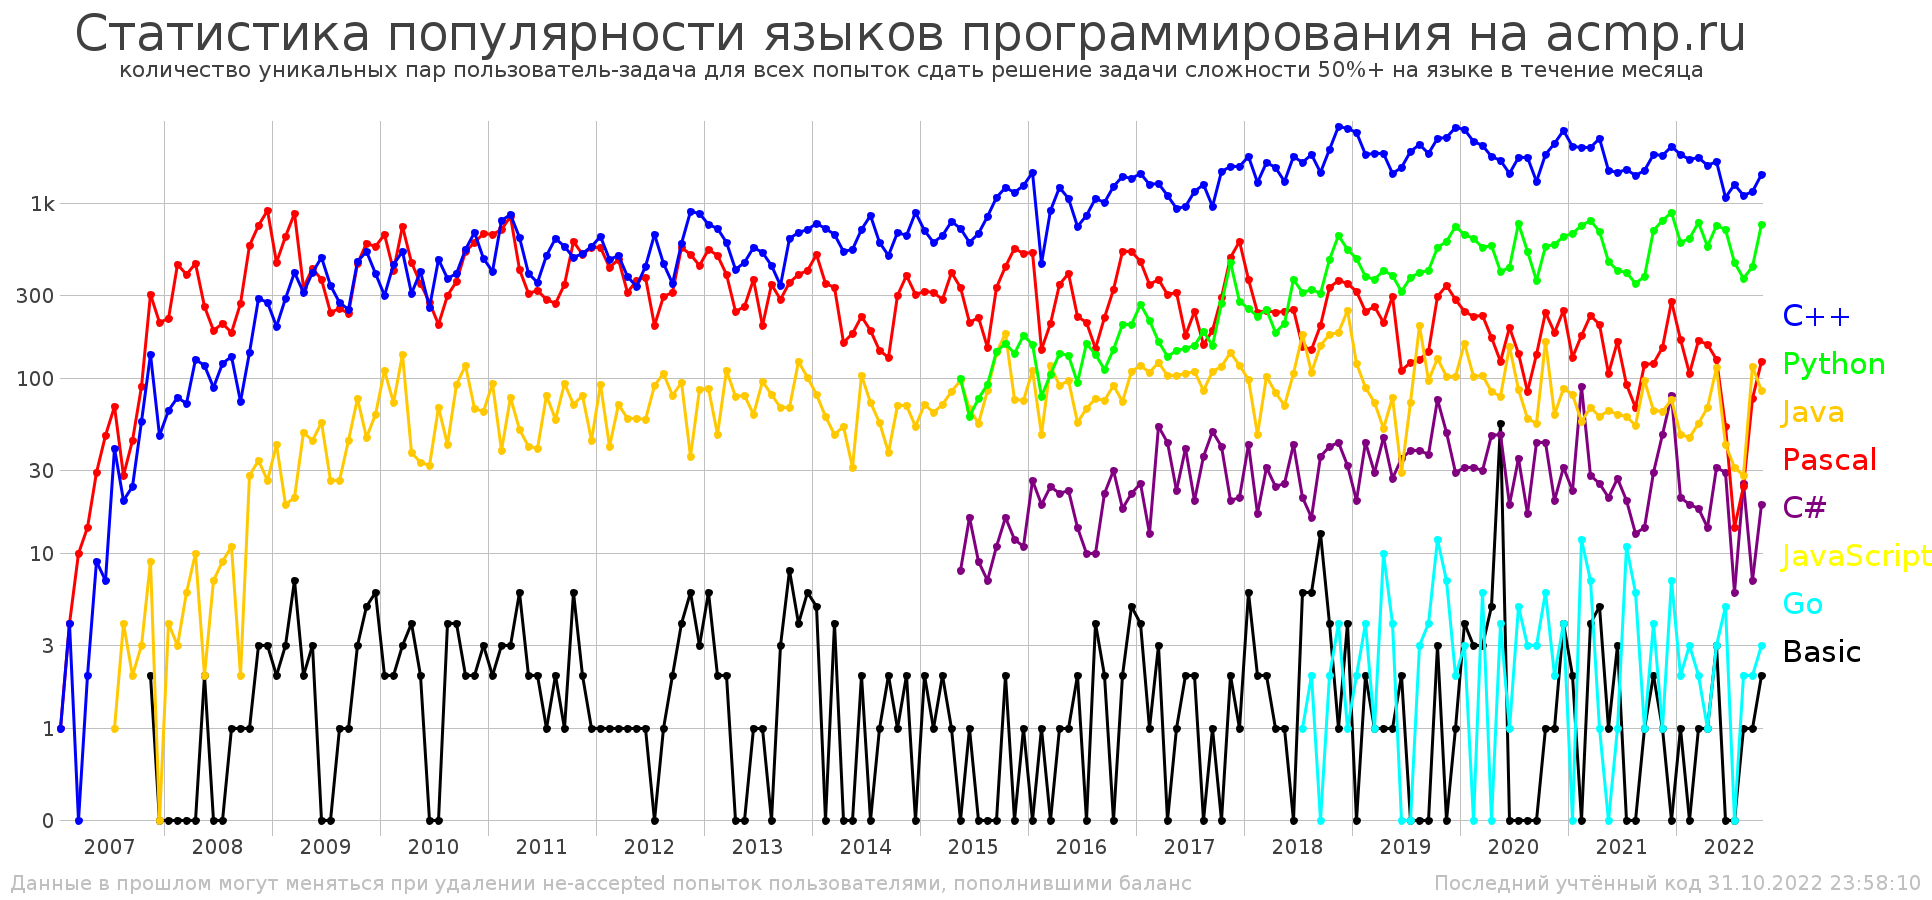 Статистика популярности языков программирования на acmp.ru
количество уникальных пар пользователь-задача для всех попыток сдать решение задачи сложности 50%+ на языке в течение месяца
1k
300
100
30
10
3
1
0
C++
Python
Java
Pascal
C#
JavaScript
Go
Basic
2007 2008 2009 2010 2011 2012 2013 2014 2015 2016 2017 2018 2019 2020 2021 2022
Данные в прошлом могут меняться при удалении не-accepted попыток пользователями, пополнившими баланс
Последний учтённый код 31.10.2022 23:58:10